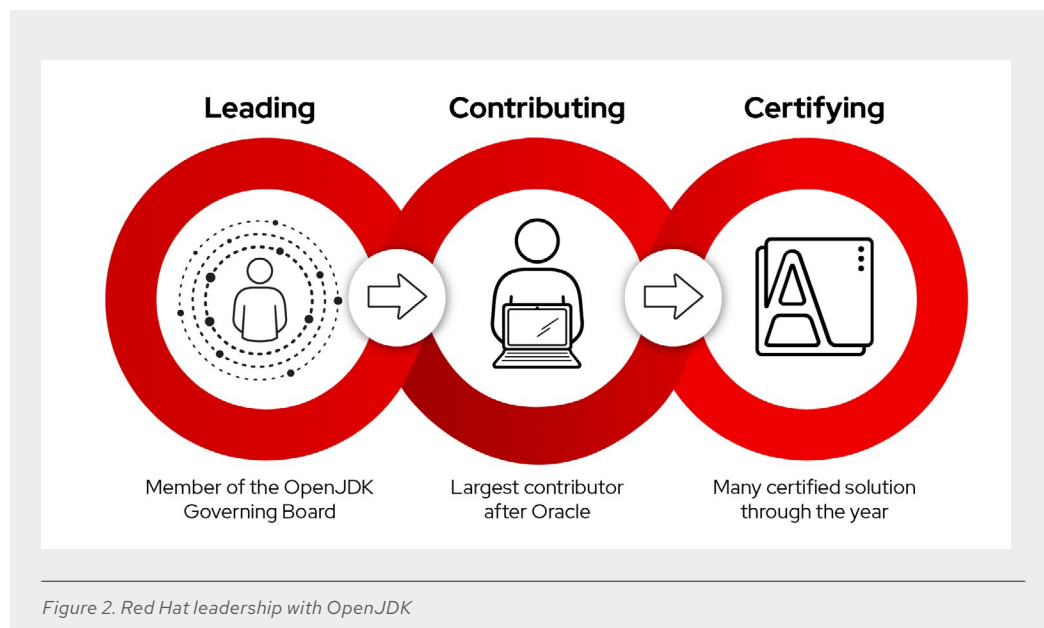 Leading
Contributing
Certifying
Member of the OpenJDK
Governing Board
Largest contributor
after Oracle
Many certified solution
through the year
Figure 2. Red Hat leadership with OpenJDK